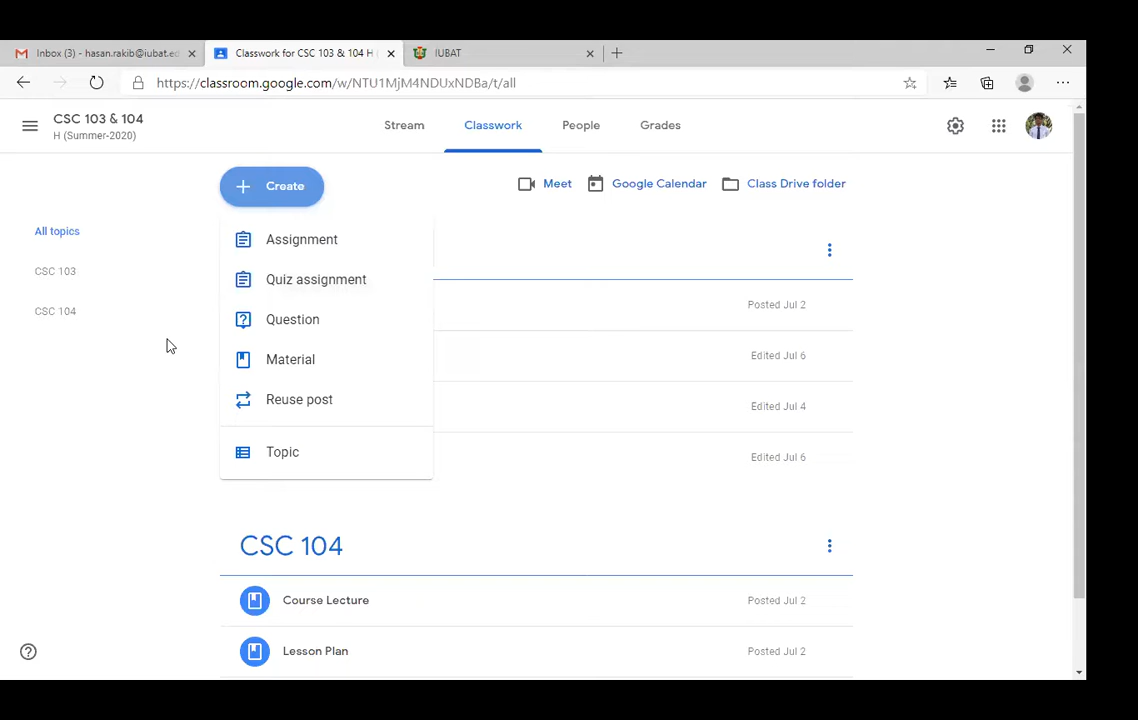 Inbox (3) - hasan.rakib@iubat.ed
Classwork for CSC 103 & 104 H
IUBAT
https://classroom.google.com/w/NTU1MjM4NDUxNDBa/t/all
CSC 103 & 104
H (Summer-2020)
Stream
Classwork
People
Grades
Create
Meet
Google Calendar
Class Drive folder
All topics
CSC 103
CSC 104
Assignment
Quiz assignment
Question
Material
Reuse post
Topic
Posted Jul 2
Edited Jul 6
Edited Jul 4
Edited Jul 6
CSC 104
Course Lecture
Posted Jul 2
Lesson Plan
Posted Jul 2